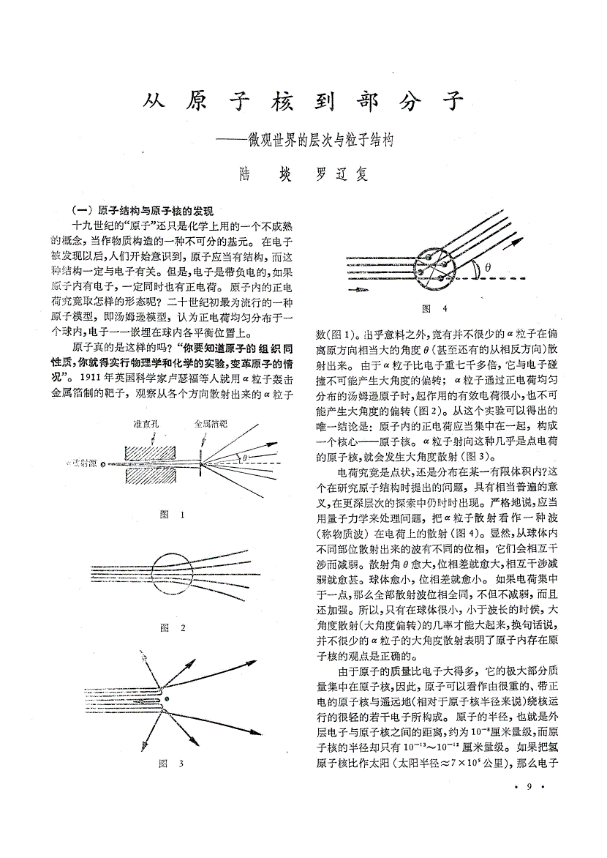 从原子核到部分子
——微观世界的层次与粒子结构
陆埮 罗辽复
(一) 原子结构与原子核的发现
十九世纪的“原子”还只是化学上用的一个不成熟
的概念, 当作物质构造的一种不可分的基元。在电子
被发现以后, 人们开始意识到, 原子应当有结构, 而这
种结构一定与电子有关。但是, 电子是带负电的, 如果
原子内有电子, 一定同时也有正电荷。原子内的正电
荷究竟取怎样的形态呢? 二十世纪初最为流行的一种
原子模型, 即汤姆逊模型, 认为正电荷均匀分布于一
个球内, 电子一一嵌埋在球内各平衡位置上。
原子真的是这样的吗? “你要知道原子的组织同
性质, 你就得实行物理学和化学的实验, 变革原子的情
况”。1911 年英国科学家卢瑟福等人就用 α 粒子轰击
金属箔制的靶子, 观察从各个方向散射出来的 α 粒子
准直孔 金属箔靶
α 放射源
θ
图 1
图 2
图 3
θ
图 4
数(图 1)。出乎意料之外, 竟有并不很少的 α 粒子在偏
离原方向相当大的角度 θ (甚至还有的从相反方向)散
射出来。由于 α 粒子比电子重七千多倍, 它与电子碰
撞不可能产生大角度的偏转; α 粒子通过正电荷均匀
分布的汤姆逊原子时, 起作用的有效电荷很小, 也不可
能产生大角度的偏转 (图 2)。从这个实验可以得出的
唯一结论是: 原子内的正电荷应当集中在一起, 构成
一个核心——原子核。α 粒子射向这种几乎是点电荷
的原子核, 就会发生大角度散射 (图 3)。
电荷究竟是点状, 还是分布在某一有限体积内?这
个在研究原子结构时提出的问题, 具有相当普遍的意
义, 在更深层次的探索中仍时时出现。严格地说, 应当
用量子力学来处理问题, 把 α 粒子散射看作一种波
(称物质波) 在电荷上的散射 (图 4)。显然, 从球体内
不同部位散射出来的波有不同的位相, 它们会相互干
涉而减弱。散射角 θ 愈大, 位相差就愈大, 相互干涉减
弱就愈甚。球体愈小, 位相差就愈小。如果电荷集中
于一点, 那么全部散射波位相全同, 不但不减弱, 而且
还加强。所以, 只有在球体很小, 小于波长的时候, 大
角度散射(大角度偏转)的几率才能大起来, 换句话说,
并不很少的 α 粒子的大角度散射表明了原子内存在原
子核的观点是正确的。
由于原子的质量比电子大得多, 它的极大部分质
量集中在原子核, 因此, 原子可以看作由很重的、带正
电的原子核与遥远地(相对于原子核半径来说)绕核运
行的很轻的若干电子所构成。原子的半径, 也就是外
层电子与原子核之间的距离, 约为 10⁻⁸厘米量级, 而原
子核的半径却只有 10⁻¹³～10⁻¹² 厘米量级。如果把氢
原子核比作太阳 (太阳半径≈7×10⁵ 公里), 那么电子
· 9 ·